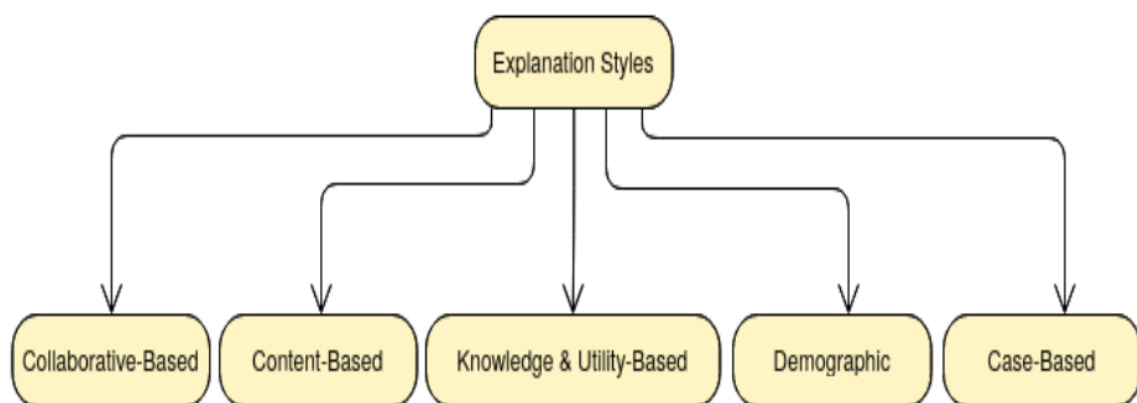 Explanation Styles
Collaborative-Based
Content-Based
Knowledge & Utility-Based
Demographic
Case-Based